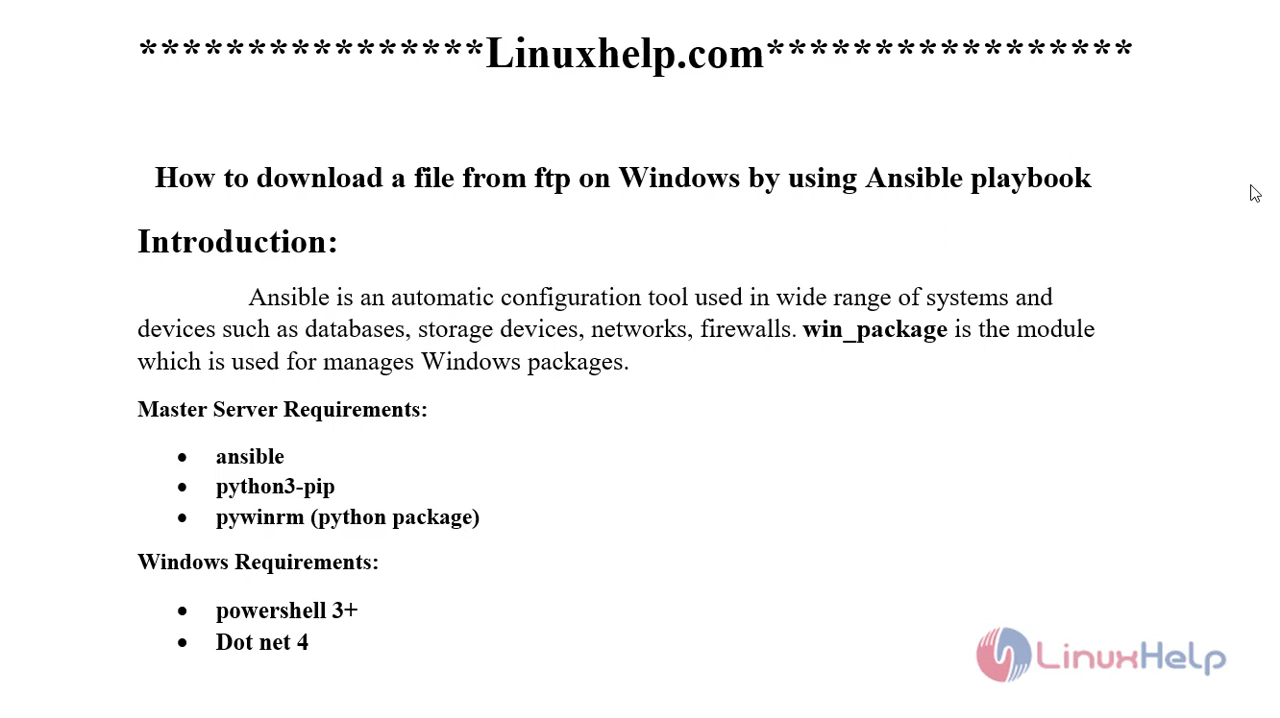 ****************Linuxhelp.com*****************
How to download a file from ftp on Windows by using Ansible playbook
Introduction:
Ansible is an automatic configuration tool used in wide range of systems and
devices such as databases, storage devices, networks, firewalls. win_package is the module
which is used for manages Windows packages.
Master Server Requirements:
• ansible
• python3-pip
• pywinrm (python package)
Windows Requirements:
• powershell 3+
• Dot net 4
LinuxHelp